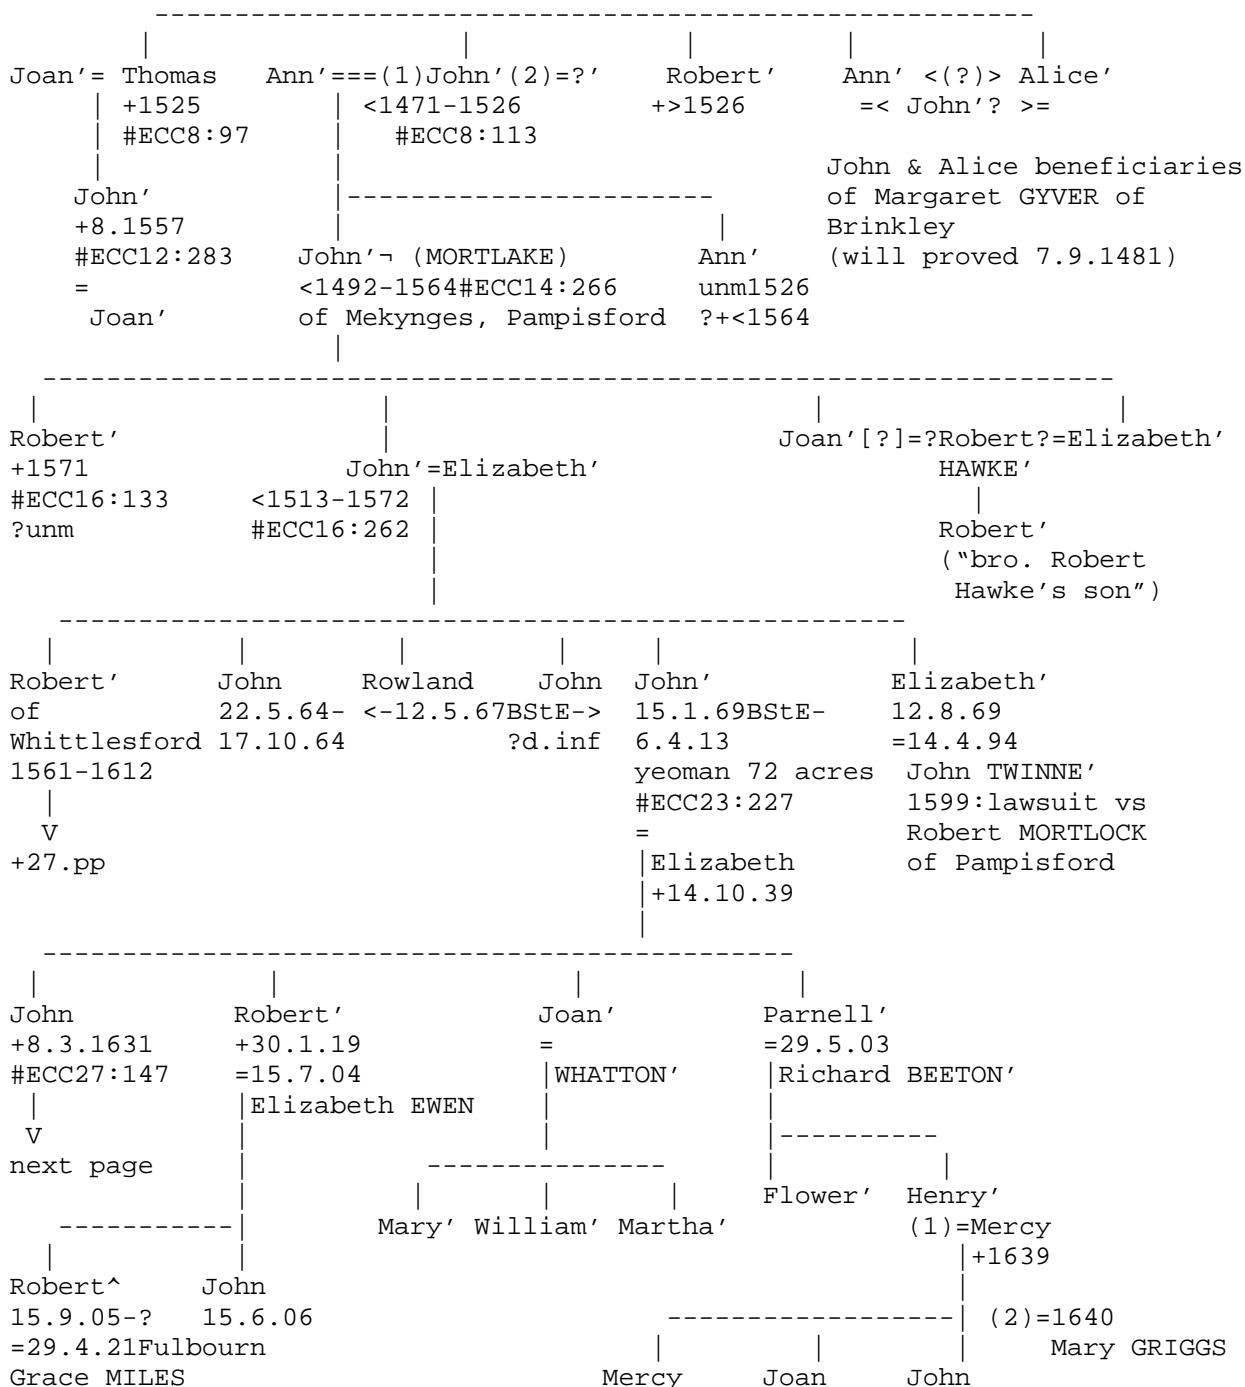 Joan'= Thomas Ann'===(1)John'(2)=?' Robert' Ann' <(?)> Alice'
+1525 <1471-1526 +>1526 =< John'? >=
#ECC8:97 #ECC8:113
John & Alice beneficiaries
John' of Margaret GYVER of
+8.1557 Brinkley
#ECC12:283 John'¬ (MORTLAKE) Ann' (will proved 7.9.1481)
= <1492-1564#ECC14:266 unm1526
Joan' of Mekynges, Pampisford ?+<1564
Robert' Joan'[?]=?Robert?=Elizabeth'
+1571 John'=Elizabeth' HAWKE'
#ECC16:133 <1513-1572
?unm #ECC16:262 Robert'
("bro. Robert
Hawke's son")
Robert' John Rowland John John' Elizabeth'
of 22.5.64- <-12.5.67BStE-> 15.1.69BStE- 12.8.69
Whittlesford 17.10.64 ?d.inf 6.4.13 =14.4.94
1561-1612 yeoman 72 acres John TWINNE'
#ECC23:227 1599:lawsuit vs
V = Robert MORTLOCK
+27.pp Elizabeth of Pampisford
+14.10.39
John Robert' Joan' Parnell'
+8.3.1631 +30.1.19 = =29.5.03
#ECC27:147 =15.7.04 WHATTON' Richard BEETON'
Elizabeth EWEN
V
next page
Flower' Henry'
Mary' William' Martha' (1)=Mercy
+1639
Robert^ John
15.9.05-? 15.6.06 (2)=1640
=29.4.21Fulbourn Mary GRIGGS
Grace MILES Mercy Joan John